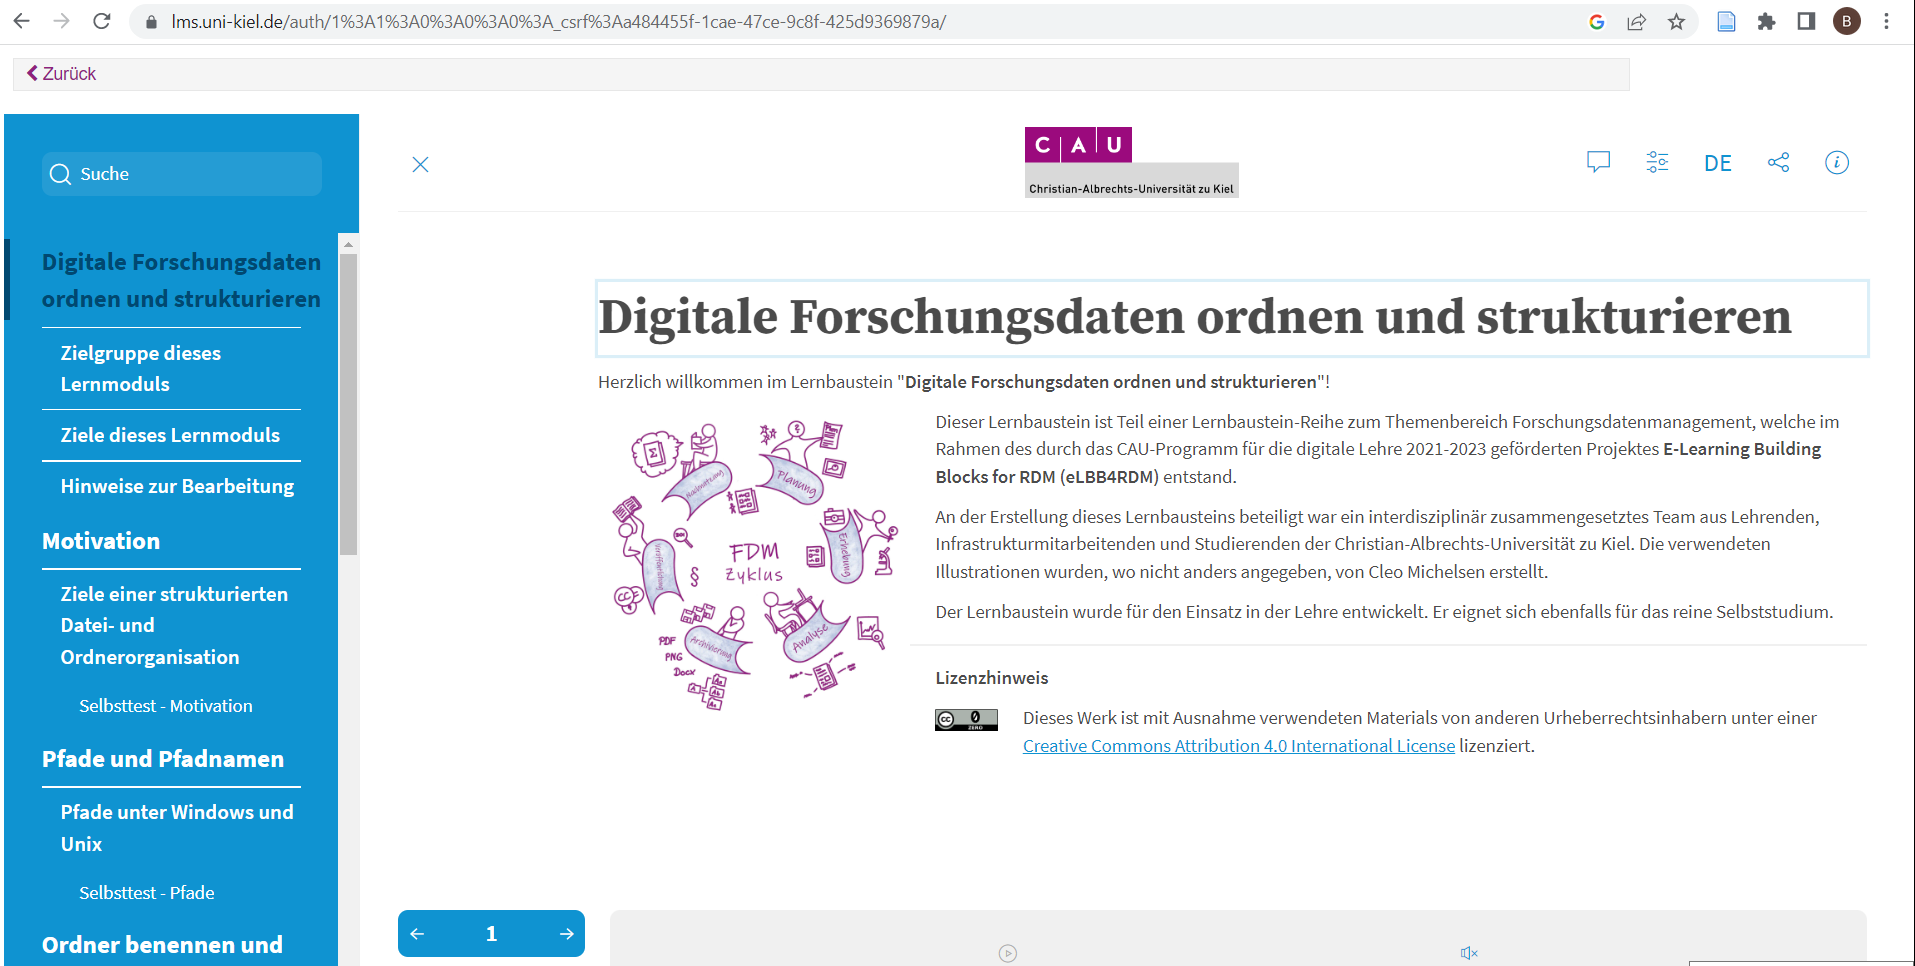 lms.uni-kiel.de/auth/1%3A1%3A0%3A0%3A0%3A_csrf%3Aa484455f-1cae-47ce-9c8f-425d9369879a/
B
Zurück
Suche
C A U
Christian-Albrechts-Universität zu Kiel
DE
Digitale Forschungsdaten
ordnen und strukturieren
Zielgruppe dieses
Lernmoduls
Ziele dieses Lernmoduls
Hinweise zur Bearbeitung
Motivation
Ziele einer strukturierten
Datei- und
Ordnerorganisation
Selbsttest - Motivation
Pfade und Pfadnamen
Pfade unter Windows und
Unix
Selbsttest - Pfade
Ordner benennen und
Digitale Forschungsdaten ordnen und strukturieren
Herzlich willkommen im Lernbaustein "Digitale Forschungsdaten ordnen und strukturieren"!
Planung
Erhebung
FDM
Zyklus
§
Analyse
Archivierung
PDF
PNG
Docx
Dieser Lernbaustein ist Teil einer Lernbaustein-Reihe zum Themenbereich Forschungsdatenmanagement, welche im
Rahmen des durch das CAU-Programm für die digitale Lehre 2021-2023 geförderten Projektes E-Learning Building
Blocks for RDM (eLBB4RDM) entstand.
An der Erstellung dieses Lernbausteins beteiligt war ein interdisziplinär zusammengesetztes Team aus Lehrenden,
Infrastrukturmitarbeitenden und Studierenden der Christian-Albrechts-Universität zu Kiel. Die verwendeten
Illustrationen wurden, wo nicht anders angegeben, von Cleo Michelsen erstellt.
Der Lernbaustein wurde für den Einsatz in der Lehre entwickelt. Er eignet sich ebenfalls für das reine Selbststudium.
Lizenzhinweis
cc 0 ZERO
Dieses Werk ist mit Ausnahme verwendeten Materials von anderen Urheberrechtsinhabern unter einer
Creative Commons Attribution 4.0 International License lizenziert.
1